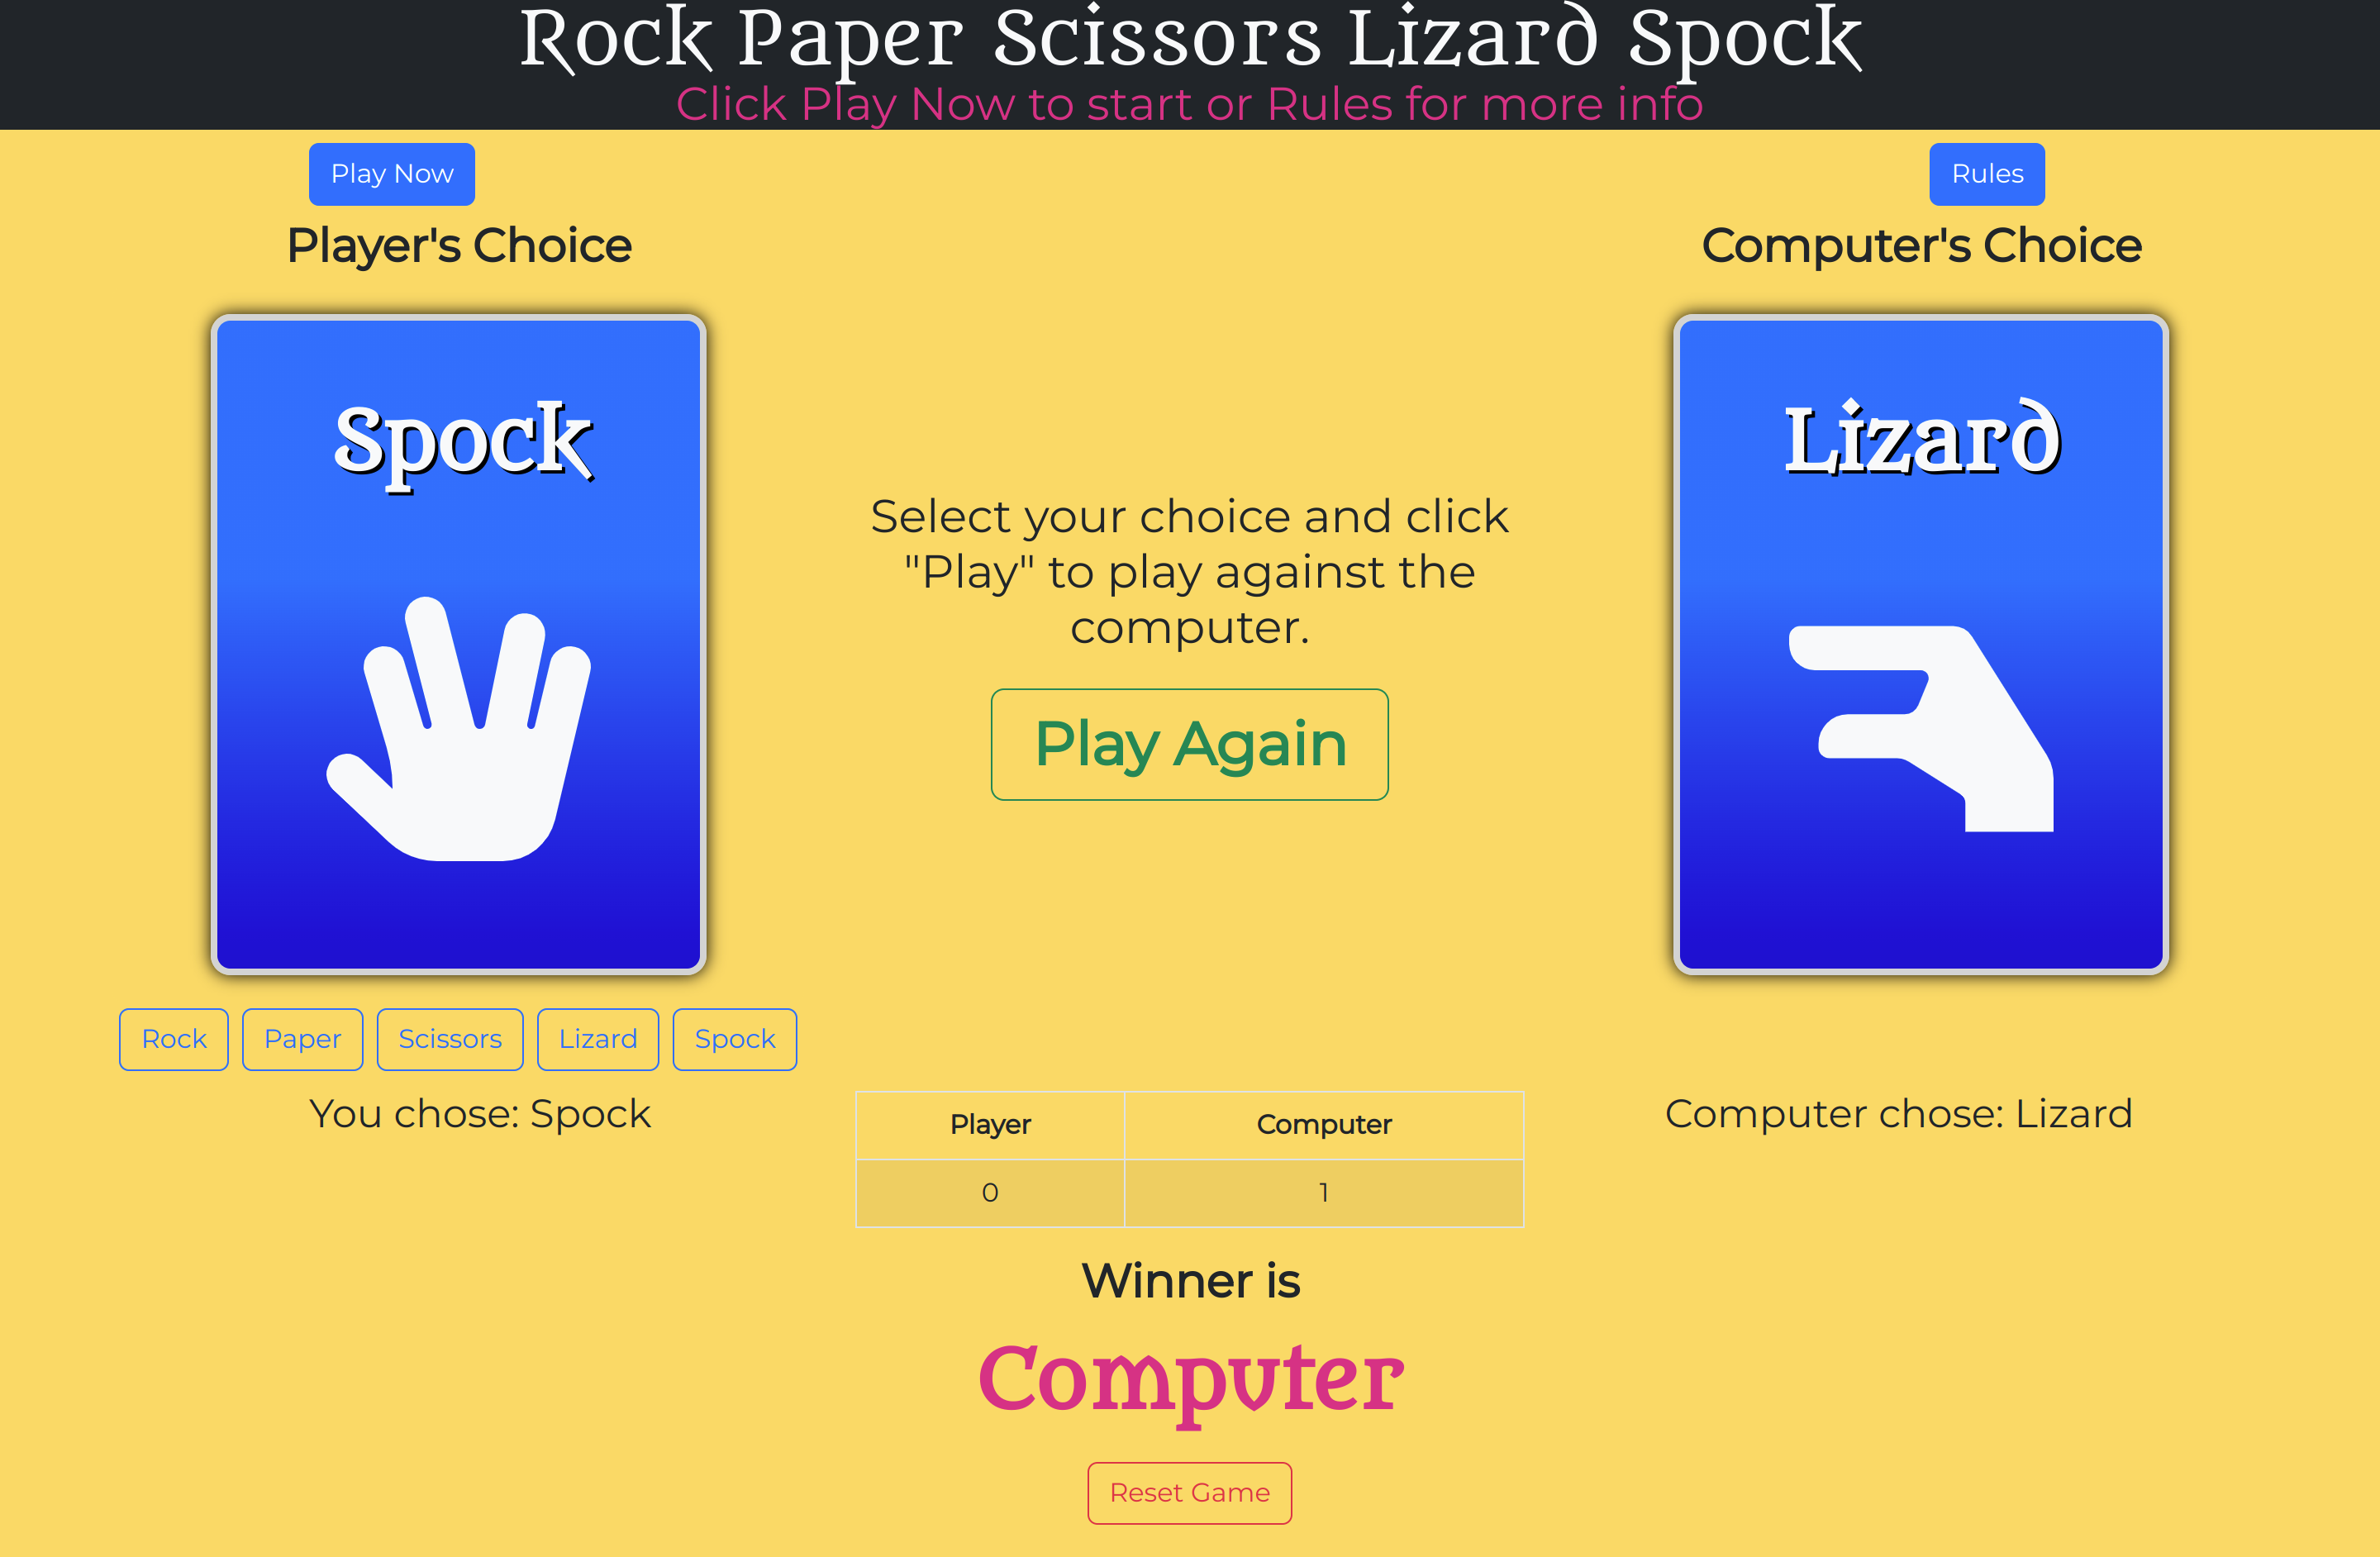 Rock Paper Scissors Lizard Spock
Click Play Now to start or Rules for more info
Play Now
Rules
Player's Choice
Computer's Choice
Spock
Lizard
Select your choice and click
"Play" to play against the
computer.
Play Again
Rock
Paper
Scissors
Lizard
Spock
You chose: Spock
Computer chose: Lizard
Player
Computer
0
1
Winner is
Computer
Reset Game